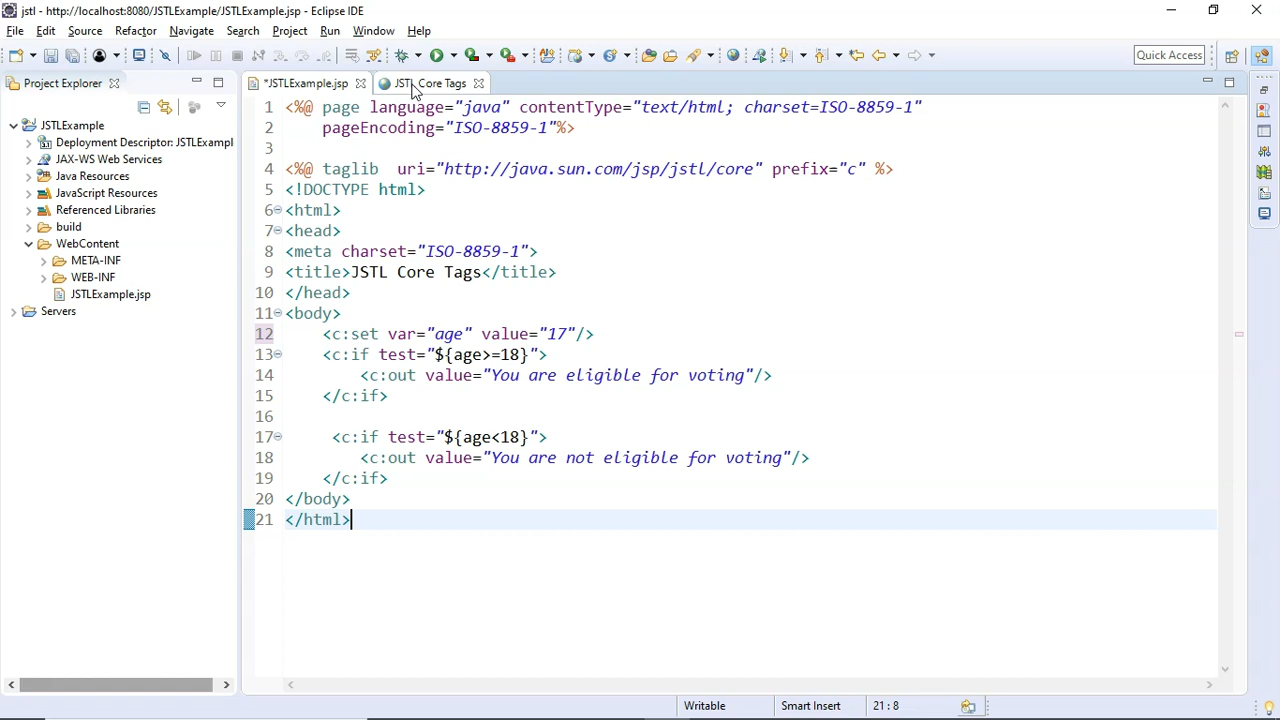 jstl - http://localhost:8080/JSTLExample/JSTLExample.jsp - Eclipse IDE
File Edit Source Refactor Navigate Search Project Run Window Help
Quick Access
Project Explorer
*JSTLExample.jsp
JSTL Core Tags
JSTLExample
Deployment Descriptor: JSTLExampl
JAX-WS Web Services
Java Resources
JavaScript Resources
Referenced Libraries
build
WebContent
META-INF
WEB-INF
JSTLExample.jsp
Servers
1 <%@ page language="java" contentType="text/html; charset=ISO-8859-1"
2 pageEncoding="ISO-8859-1"%>
3
4 <%@ taglib uri="http://java.sun.com/jsp/jstl/core" prefix="c" %>
5 <!DOCTYPE html>
6 <html>
7 <head>
8 <meta charset="ISO-8859-1">
9 <title>JSTL Core Tags</title>
10 </head>
11 <body>
12 <c:set var="age" value="17"/>
13 <c:if test="${age>=18}">
14 <c:out value="You are eligible for voting"/>
15 </c:if>
16
17 <c:if test="${age<18}">
18 <c:out value="You are not eligible for voting"/>
19 </c:if>
20 </body>
21 </html>
Writable Smart Insert 21 : 8